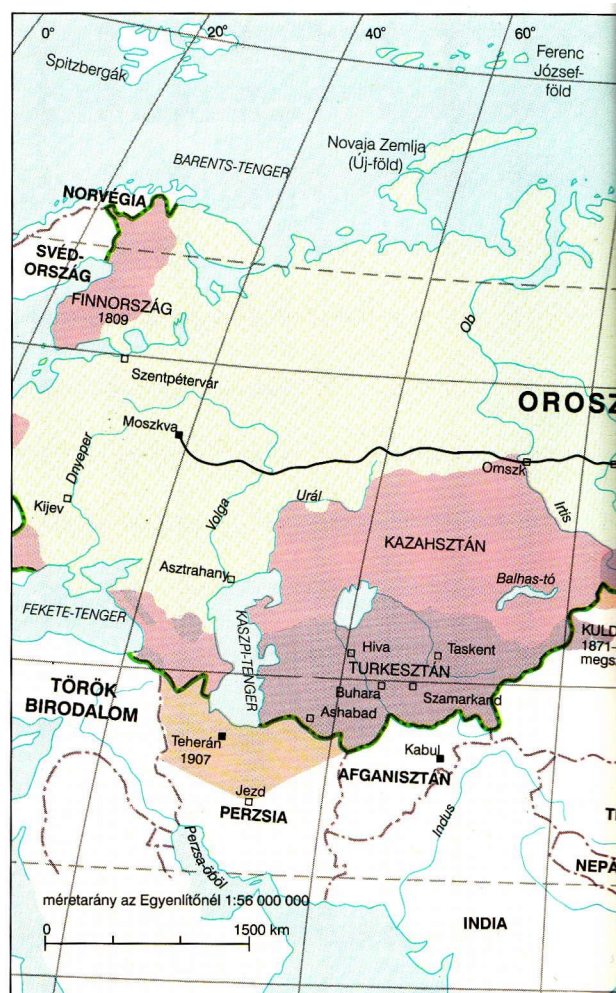 0°
20°
40°
60°
Spitzbergák
Ferenc
József-
föld
Novaja Zemlja
(Új-föld)
BARENTS-TENGER
NORVÉGIA
SVÉD-
ORSZÁG
FINNORSZÁG
1809
Ob
Szentpétervár
OROSZ
Moszkva
Omszk
Dnyeper
Kijev
Volga
Urál
Irtis
KAZAHSZTÁN
Asztrahany
Balhas-tó
FEKETE-TENGER
KASZPI-TENGER
KULD
1871–
megs
Hiva
Taskent
TURKESZTÁN
Buhara
Szamarkand
TÖRÖK
BIRODALOM
Ashabad
Teherán
1907
Kabul
AFGANISZTÁN
Jezd
PERZSIA
Indus
Perzsa-öböl
NEPÁ
méretarány az Egyenlítőnél 1:56 000 000
0
1500 km
INDIA